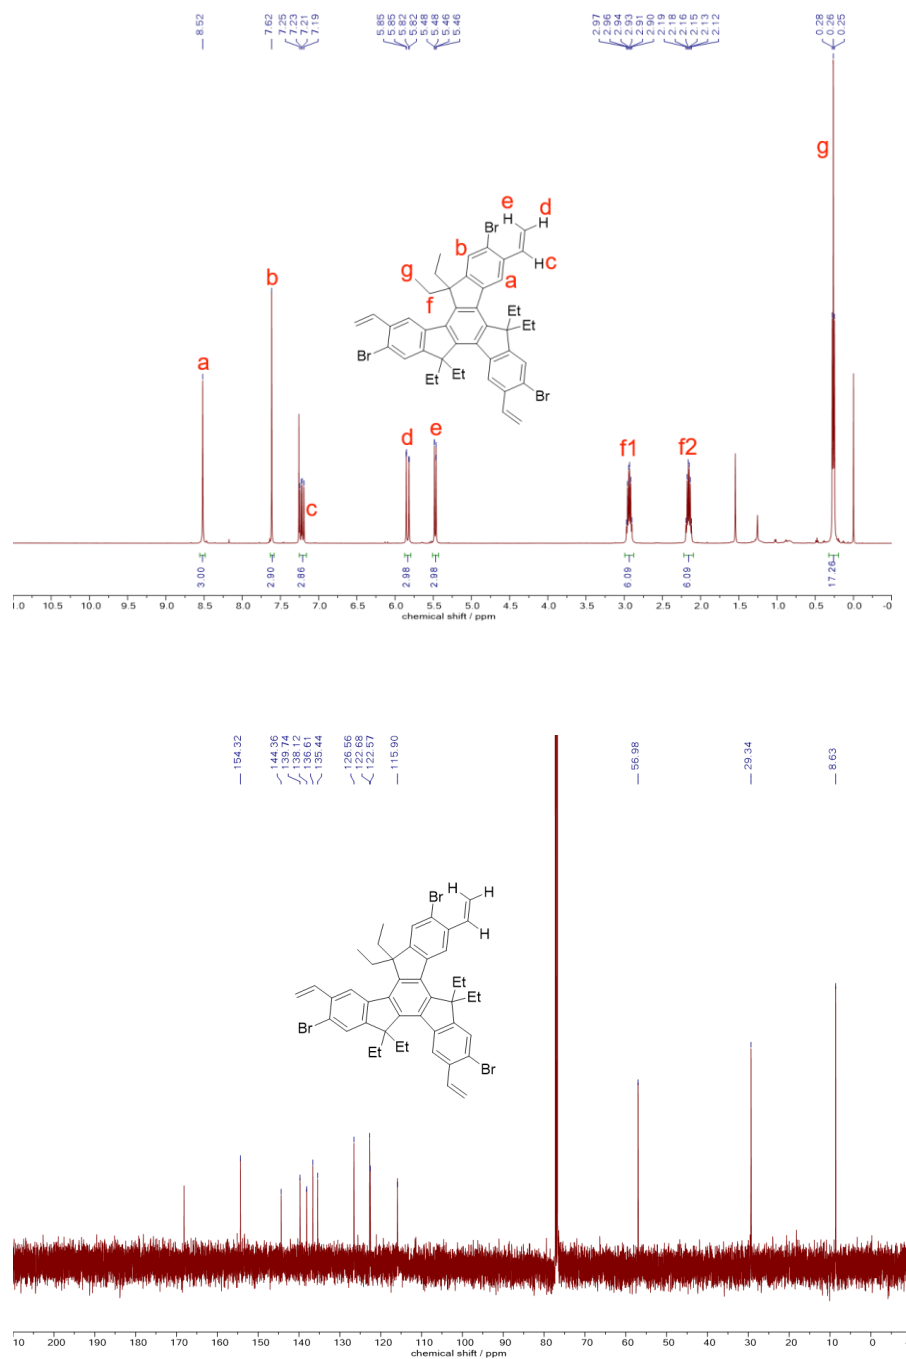 8.52 7.62 7.25 7.23 7.21 7.19 5.85 5.85 5.82 5.82 5.48 5.48 5.46 5.46 2.97 2.96 2.94 2.93 2.91 2.90 2.19 2.18 2.16 2.15 2.13 2.12 0.28 0.26 0.25
g
e d
H H
Br
b
c
H
g a
f
Et
Et
b
a
Br
Et Et
Br
d e
f1 f2
c
3.00 2.90 2.86 2.98 2.98 6.09 6.09 17.26
1.0 10.5 10.0 9.5 9.0 8.5 8.0 7.5 7.0 6.5 6.0 5.5 5.0 4.5 4.0 3.5 3.0 2.5 2.0 1.5 1.0 0.5 0.0 -0
chemical shift / ppm
154.32 144.36 139.74 138.12 136.61 135.44 126.56 122.68 122.57 115.90 56.98 29.34 8.63
H H
Br
H
Et
Et
Br
Et Et
Br
10 200 190 180 170 160 150 140 130 120 110 100 90 80 70 60 50 40 30 20 10 0
chemical shift / ppm